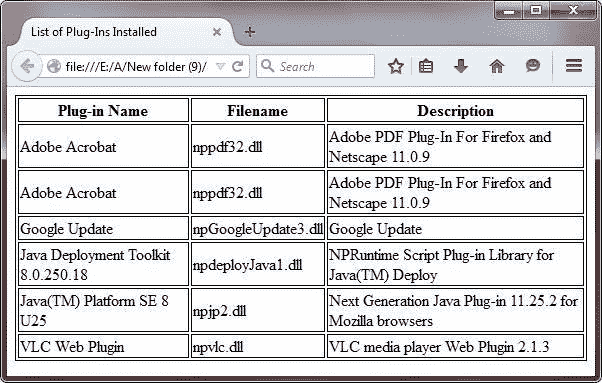 List of Plug-Ins Installed
file:///E:/A/New folder (9)/
Search
Plug-in Name Filename Description
Adobe Acrobat nppdf32.dll Adobe PDF Plug-In For Firefox and
Netscape 11.0.9
Adobe Acrobat nppdf32.dll Adobe PDF Plug-In For Firefox and
Netscape 11.0.9
Google Update npGoogleUpdate3.dll Google Update
Java Deployment Toolkit
8.0.250.18 npdeployJava1.dll NPRuntime Script Plug-in Library for
Java(TM) Deploy
Java(TM) Platform SE 8
U25 npjp2.dll Next Generation Java Plug-in 11.25.2 for
Mozilla browsers
VLC Web Plugin npvlc.dll VLC media player Web Plugin 2.1.3